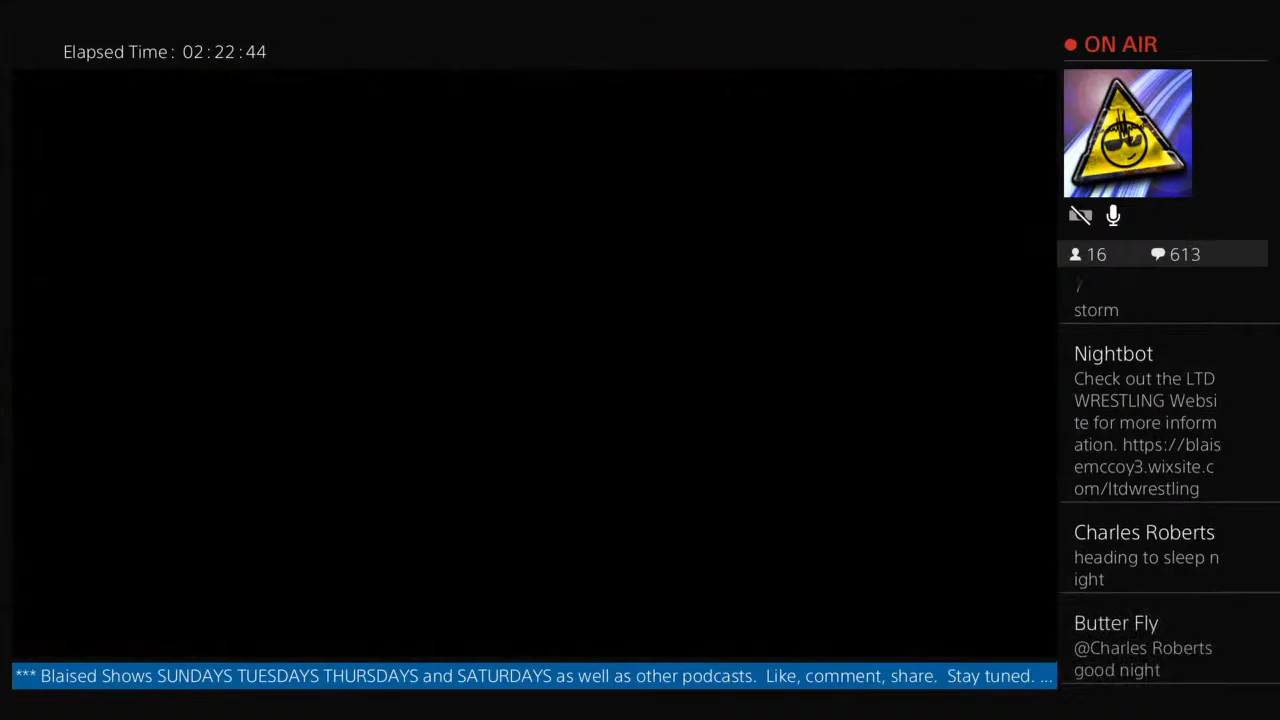 Elapsed Time: 02:22:44
ON AIR
16 613
storm
Nightbot
Check out the LTD
WRESTLING Websi
te for more inform
ation. https://blais
emccoy3.wixsite.c
om/ltdwrestling
Charles Roberts
heading to sleep n
ight
Butter Fly
@Charles Roberts
good night
*** Blaised Shows SUNDAYS TUESDAYS THURSDAYS and SATURDAYS as well as other podcasts. Like, comment, share. Stay tuned. ...